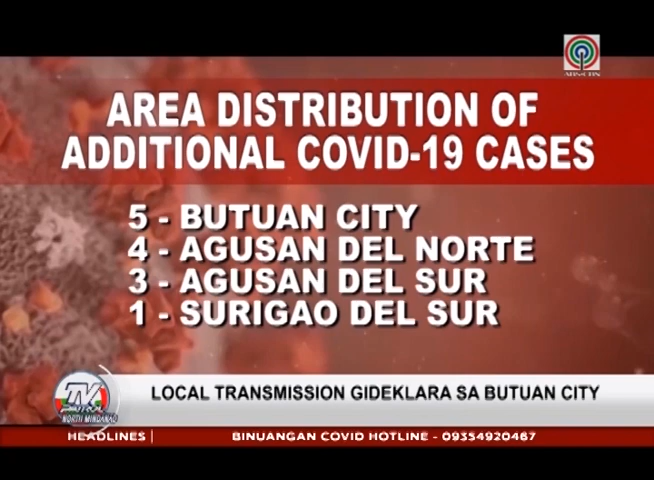 ABS-CBN
AREA DISTRIBUTION OF
ADDITIONAL COVID-19 CASES
5 - BUTUAN CITY
4 - AGUSAN DEL NORTE
3 - AGUSAN DEL SUR
1 - SURIGAO DEL SUR
TV
PATROL
NORTH MINDANAO
LOCAL TRANSMISSION GIDEKLARA SA BUTUAN CITY
HEADLINES |
BINUANGAN COVID HOTLINE - 09354920467